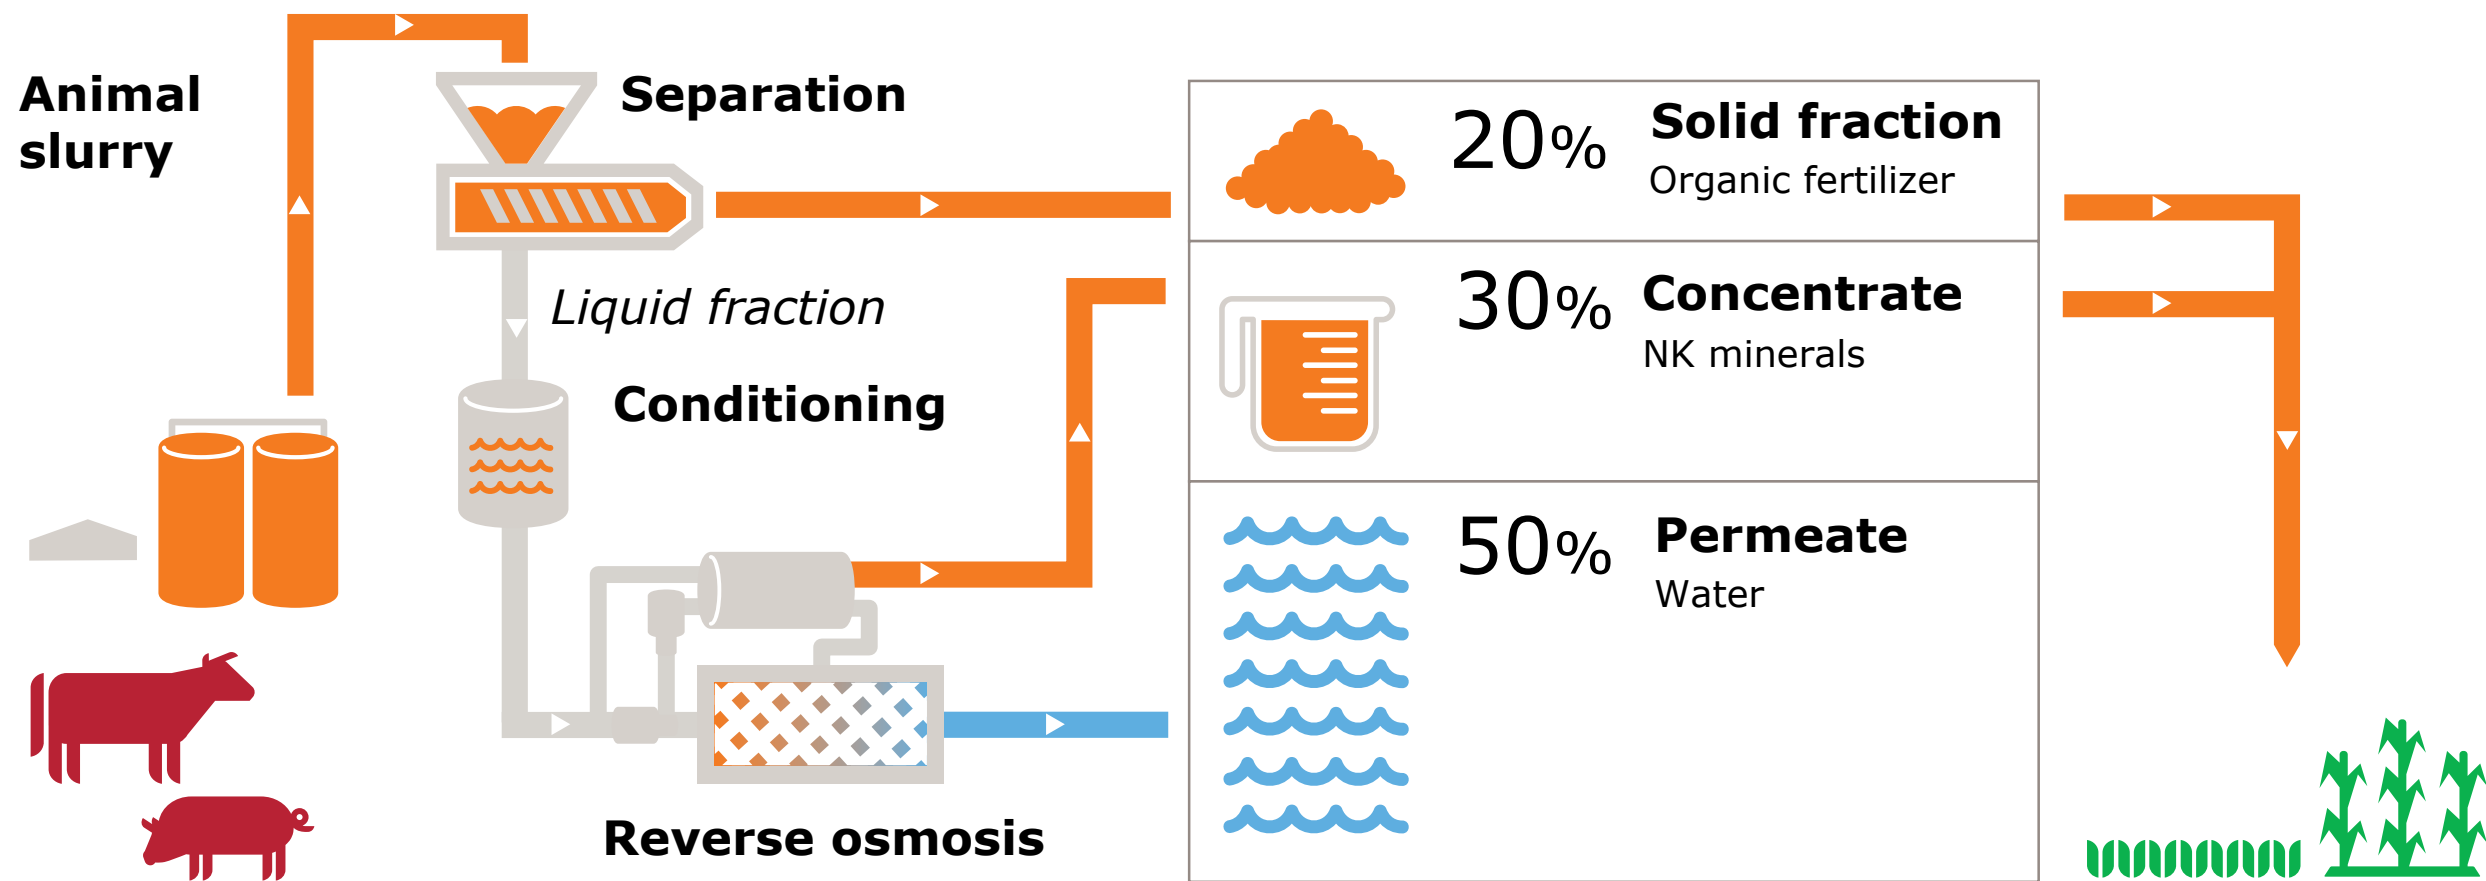 Animal
slurry
Separation
Liquid fraction
Conditioning
Reverse osmosis
20% Solid fraction
Organic fertilizer
30% Concentrate
NK minerals
50% Permeate
Water